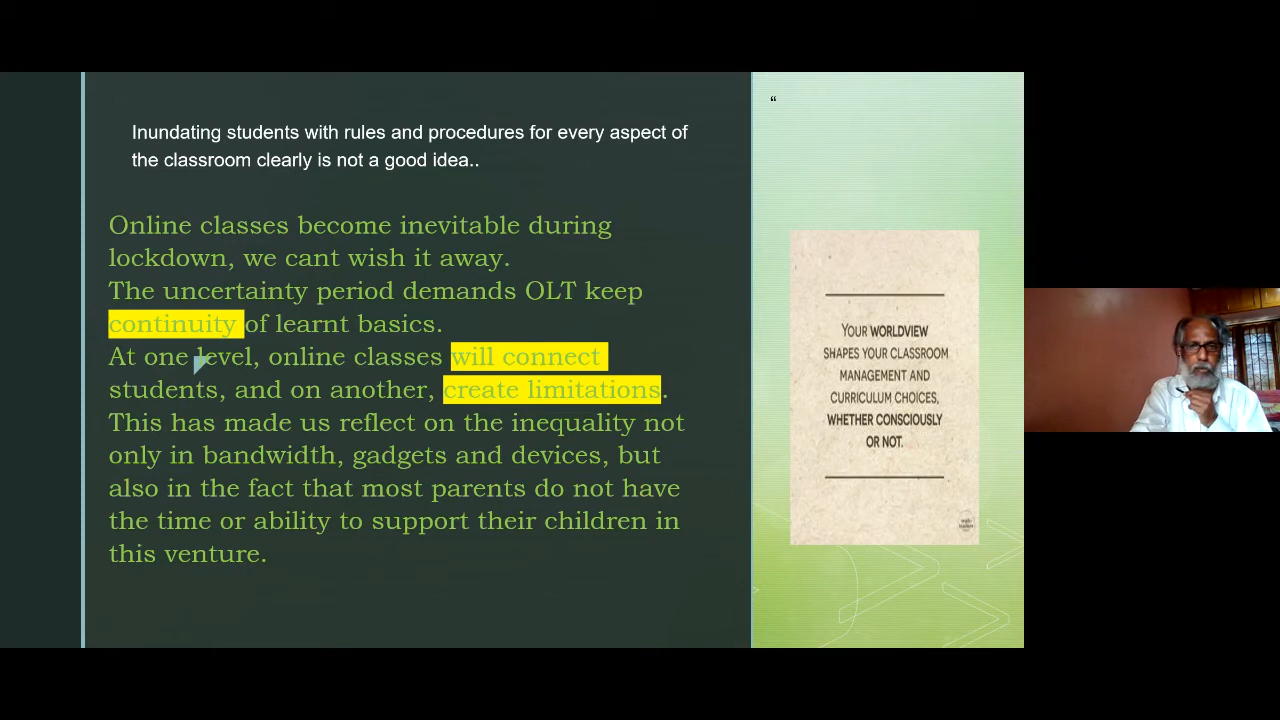 Inundating students with rules and procedures for every aspect of
the classroom clearly is not a good idea..
Online classes become inevitable during
lockdown, we cant wish it away.
The uncertainty period demands OLT keep
continuity of learnt basics.
At one level, online classes will connect
students, and on another, create limitations.
This has made us reflect on the inequality not
only in bandwidth, gadgets and devices, but
also in the fact that most parents do not have
the time or ability to support their children in
this venture.
“
YOUR WORLDVIEW
SHAPES YOUR CLASSROOM
MANAGEMENT AND
CURRICULUM CHOICES,
WHETHER CONSCIOUSLY
OR NOT.